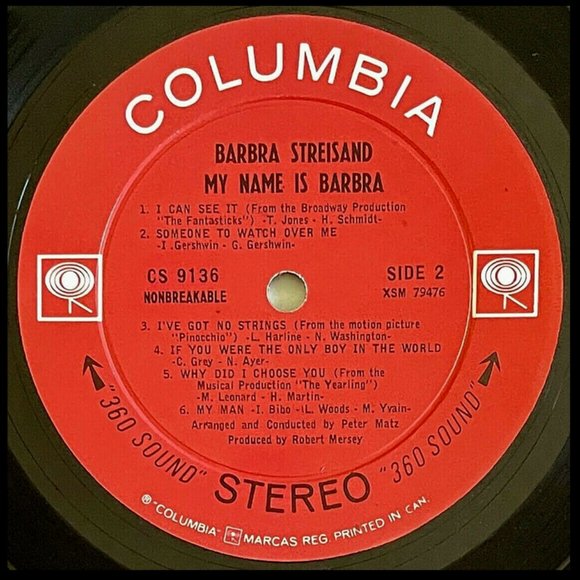 COLUMBIA
BARBRA STREISAND
MY NAME IS BARBRA
1. I CAN SEE IT (From the Broadway Production
"The Fantasticks") -T. Jones - H. Schmidt-
2. SOMEONE TO WATCH OVER ME
-I. Gershwin - G. Gershwin-
CS 9136
NONBREAKABLE
SIDE 2
XSM 79476
3. I'VE GOT NO STRINGS (From the motion picture
"Pinocchio") -L. Harline - N. Washington-
4. IF YOU WERE THE ONLY BOY IN THE WORLD
-C. Grey - N. Ayer-
5. WHY DID I CHOOSE YOU (From the
Musical Production "The Yearling")
-M. Leonard - H. Martin-
6. MY MAN -I. Bibo -L. Woods - M. Yvain-
Arranged and Conducted by Peter Matz
Produced by Robert Mersey
"360 SOUND" STEREO "360 SOUND"
® "COLUMBIA" MARCAS REG. PRINTED IN CAN.